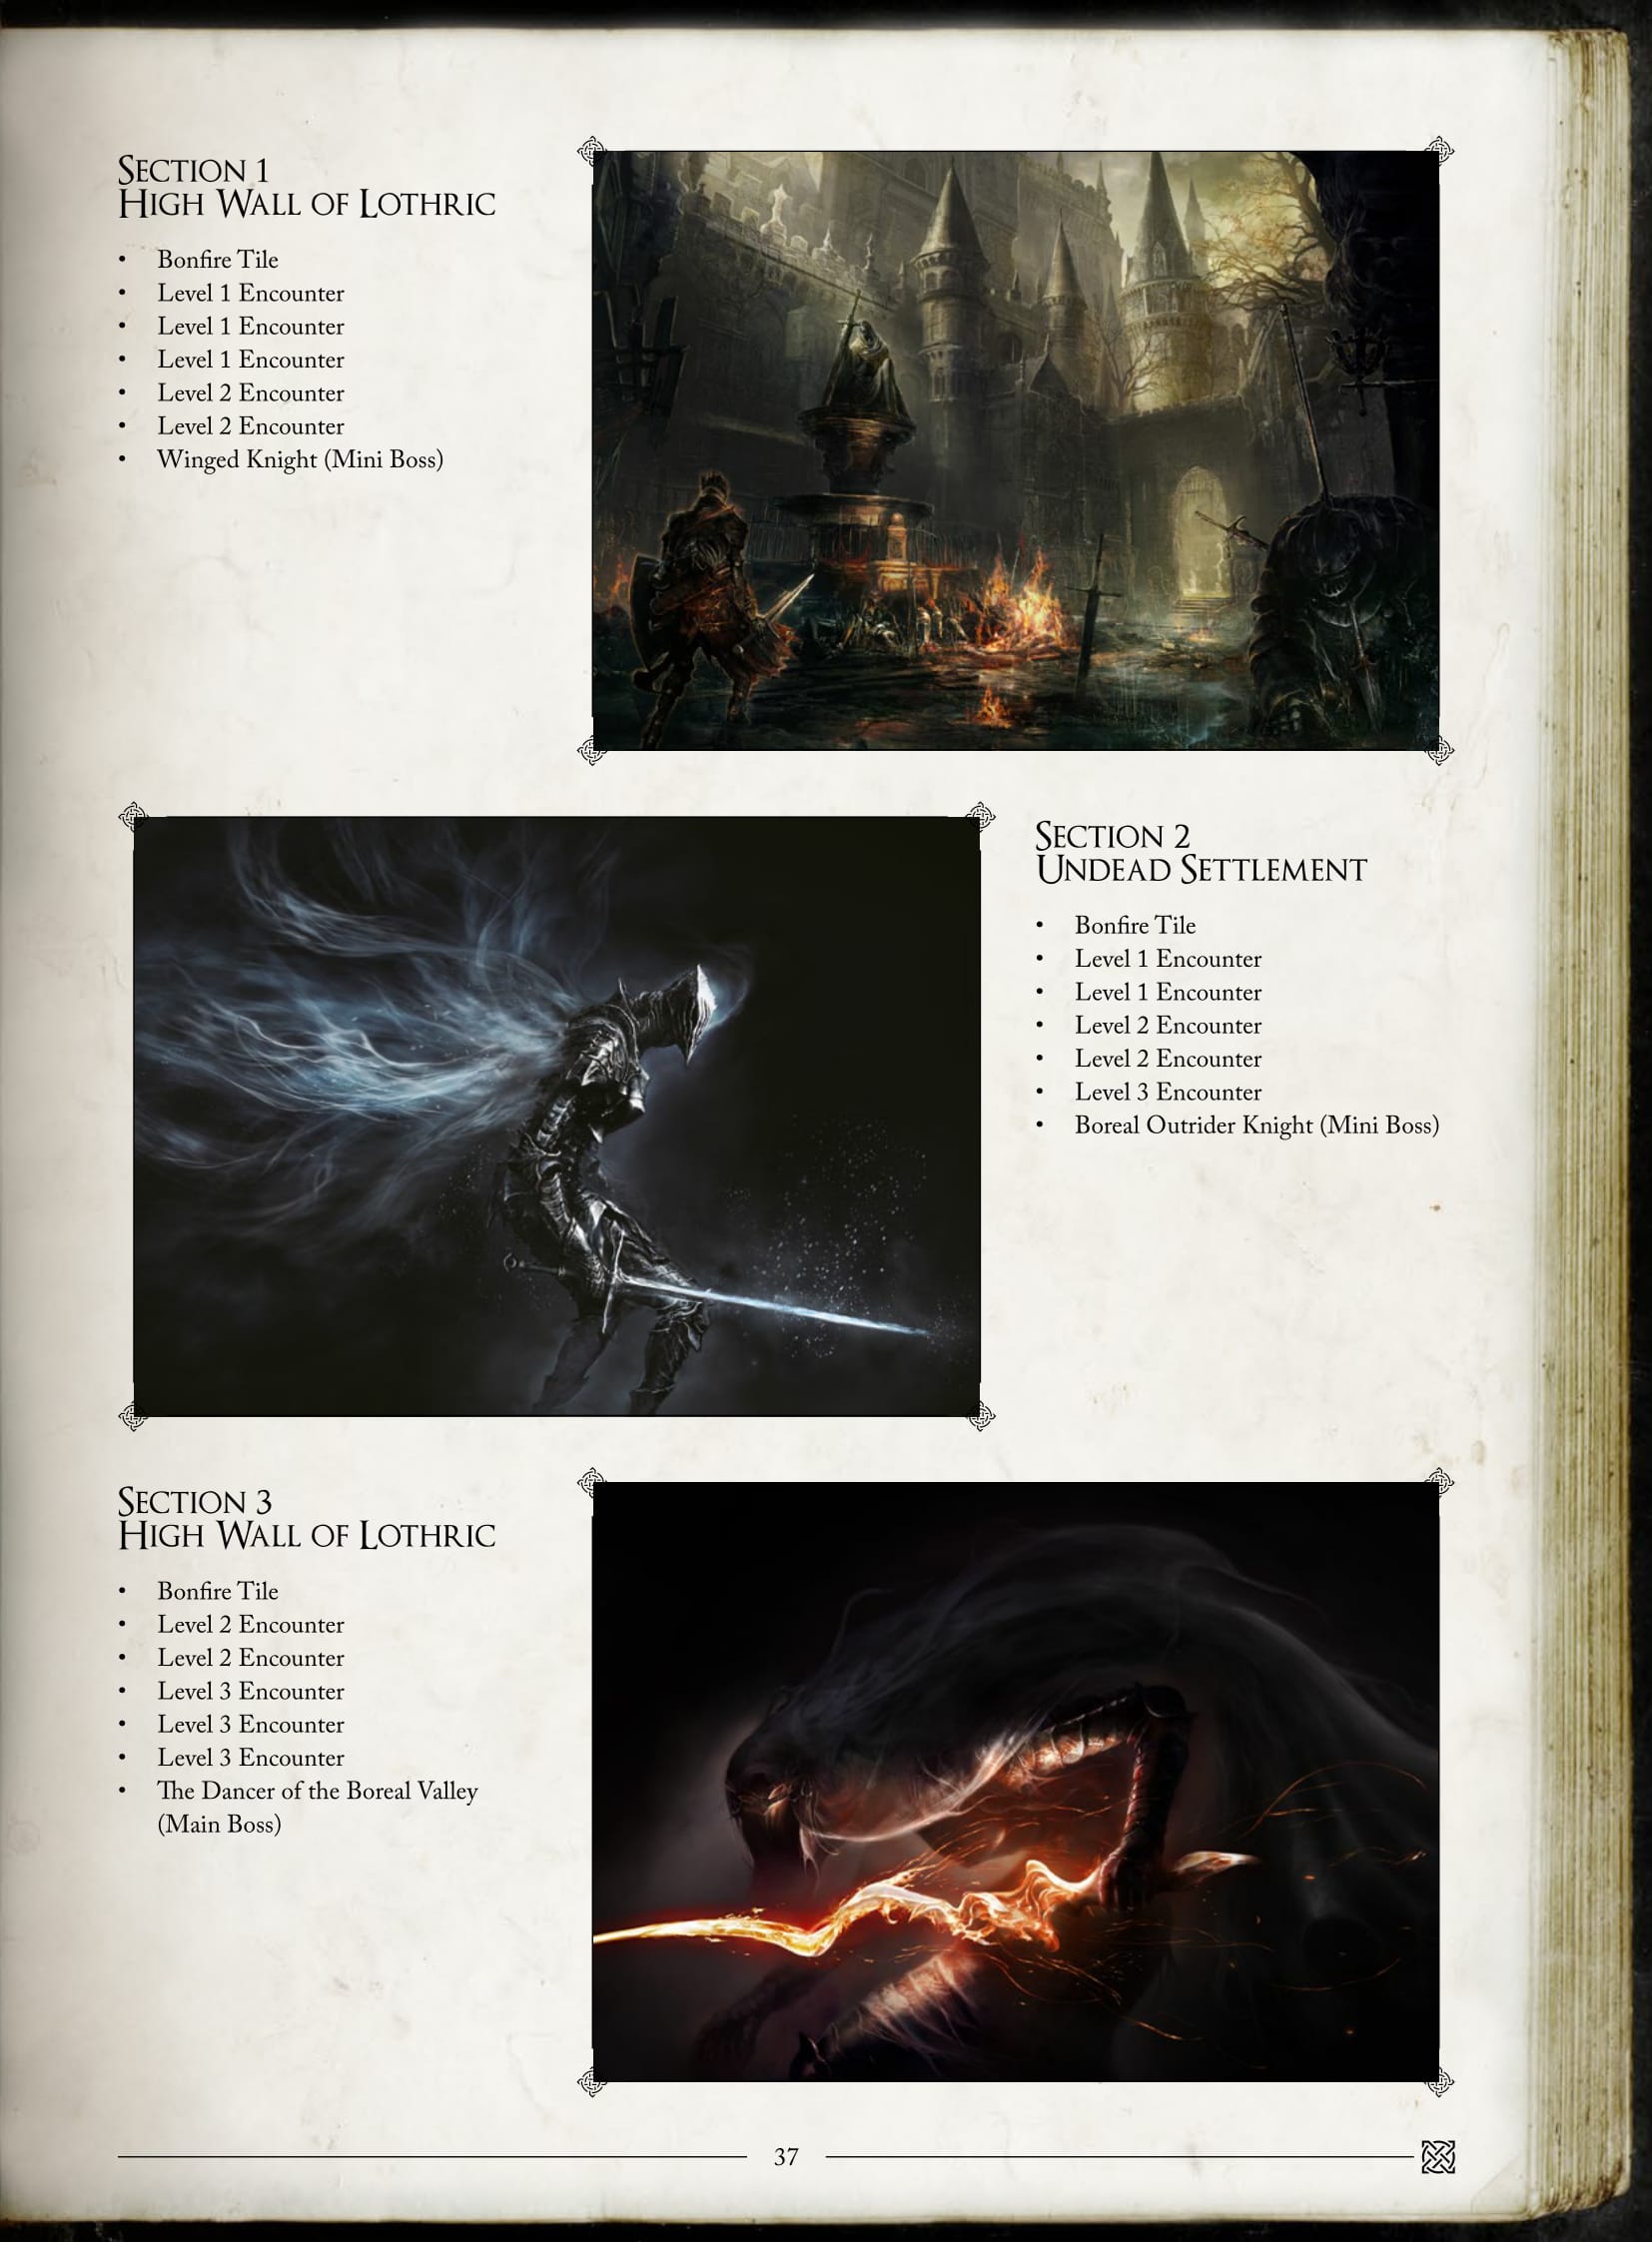 Section 1
High Wall of Lothric
• Bonfire Tile
• Level 1 Encounter
• Level 1 Encounter
• Level 1 Encounter
• Level 2 Encounter
• Level 2 Encounter
• Winged Knight (Mini Boss)
Section 2
Undead Settlement
• Bonfire Tile
• Level 1 Encounter
• Level 1 Encounter
• Level 2 Encounter
• Level 2 Encounter
• Level 3 Encounter
• Boreal Outrider Knight (Mini Boss)
Section 3
High Wall of Lothric
• Bonfire Tile
• Level 2 Encounter
• Level 2 Encounter
• Level 3 Encounter
• Level 3 Encounter
• Level 3 Encounter
• The Dancer of the Boreal Valley
(Main Boss)
37